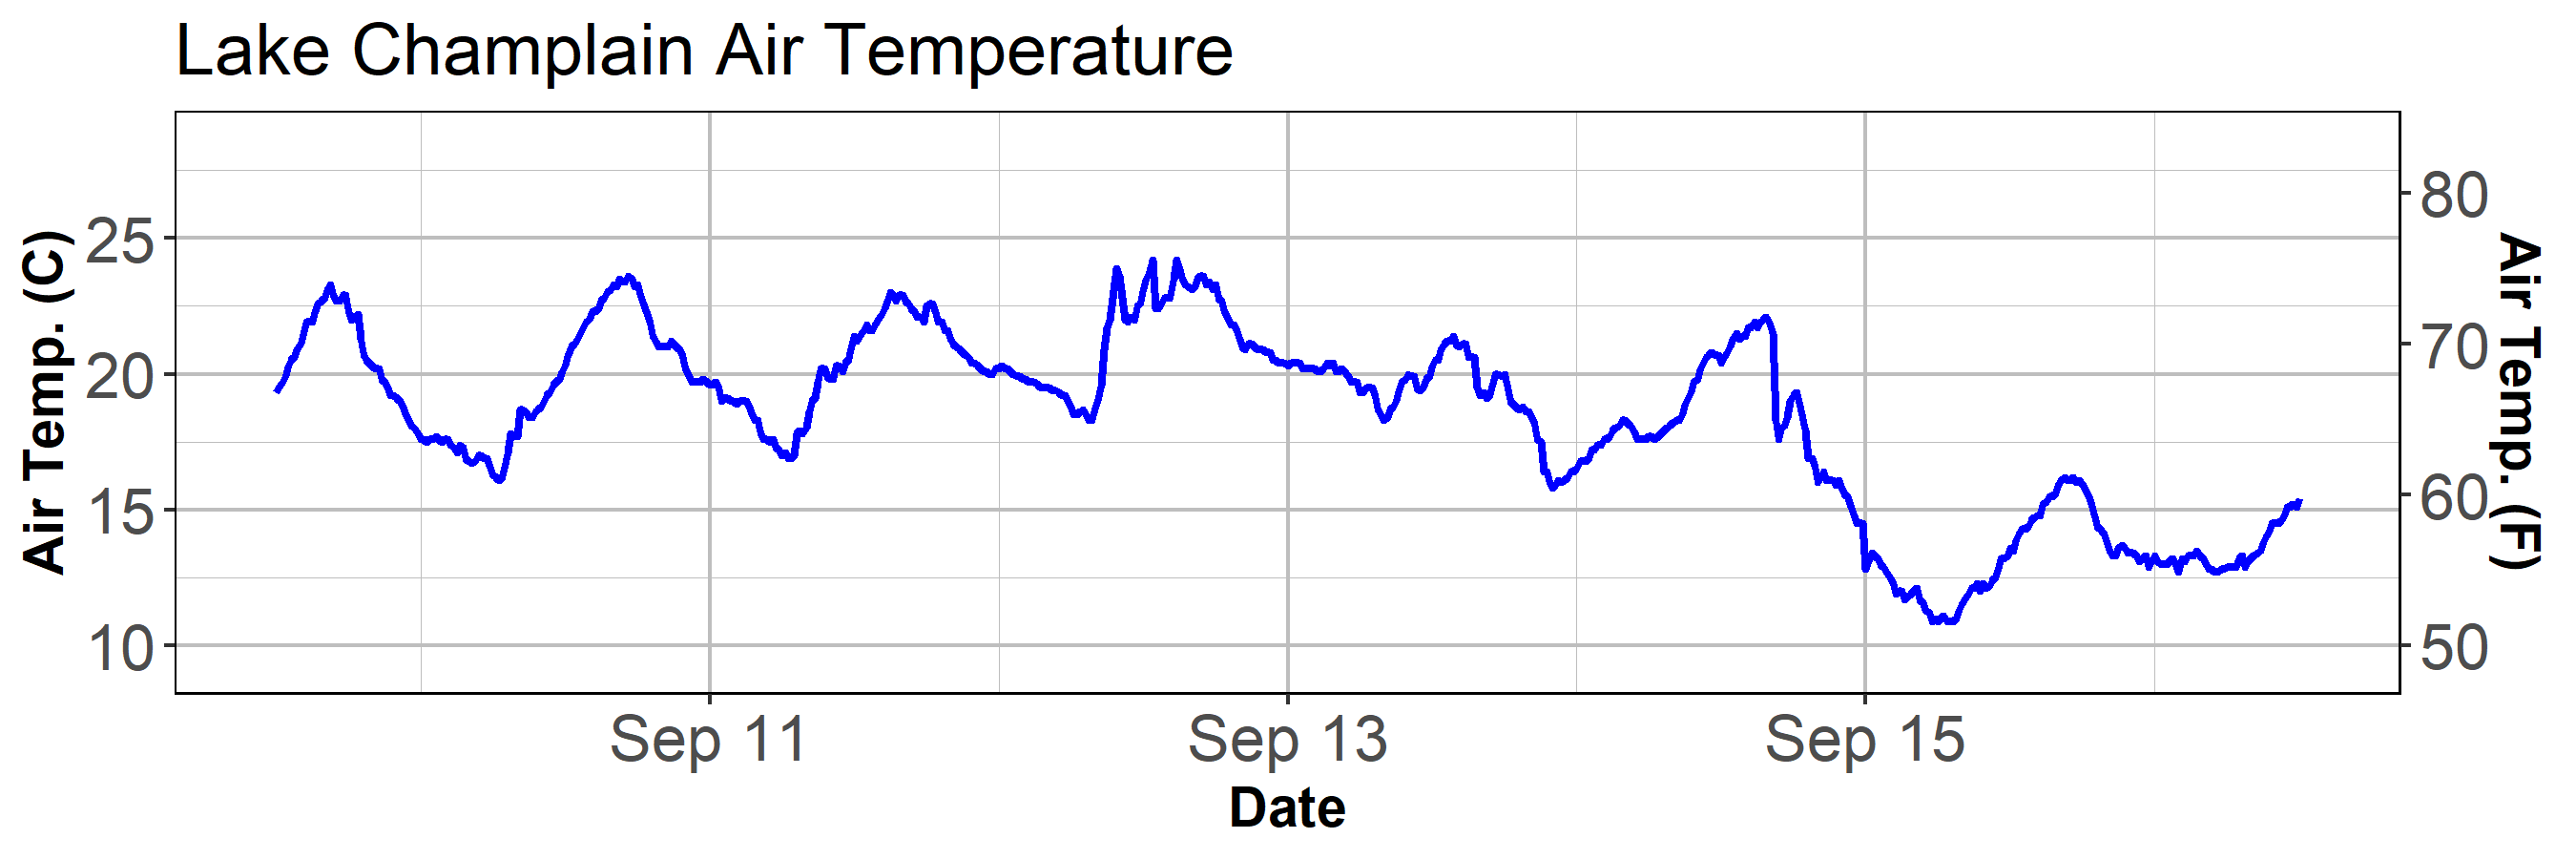 Lake Champlain Air Temperature
Air Temp. (C)
25
20
15
10
80
70
60
50
Air Temp. (F)
Sep 11
Sep 13
Sep 15
Date